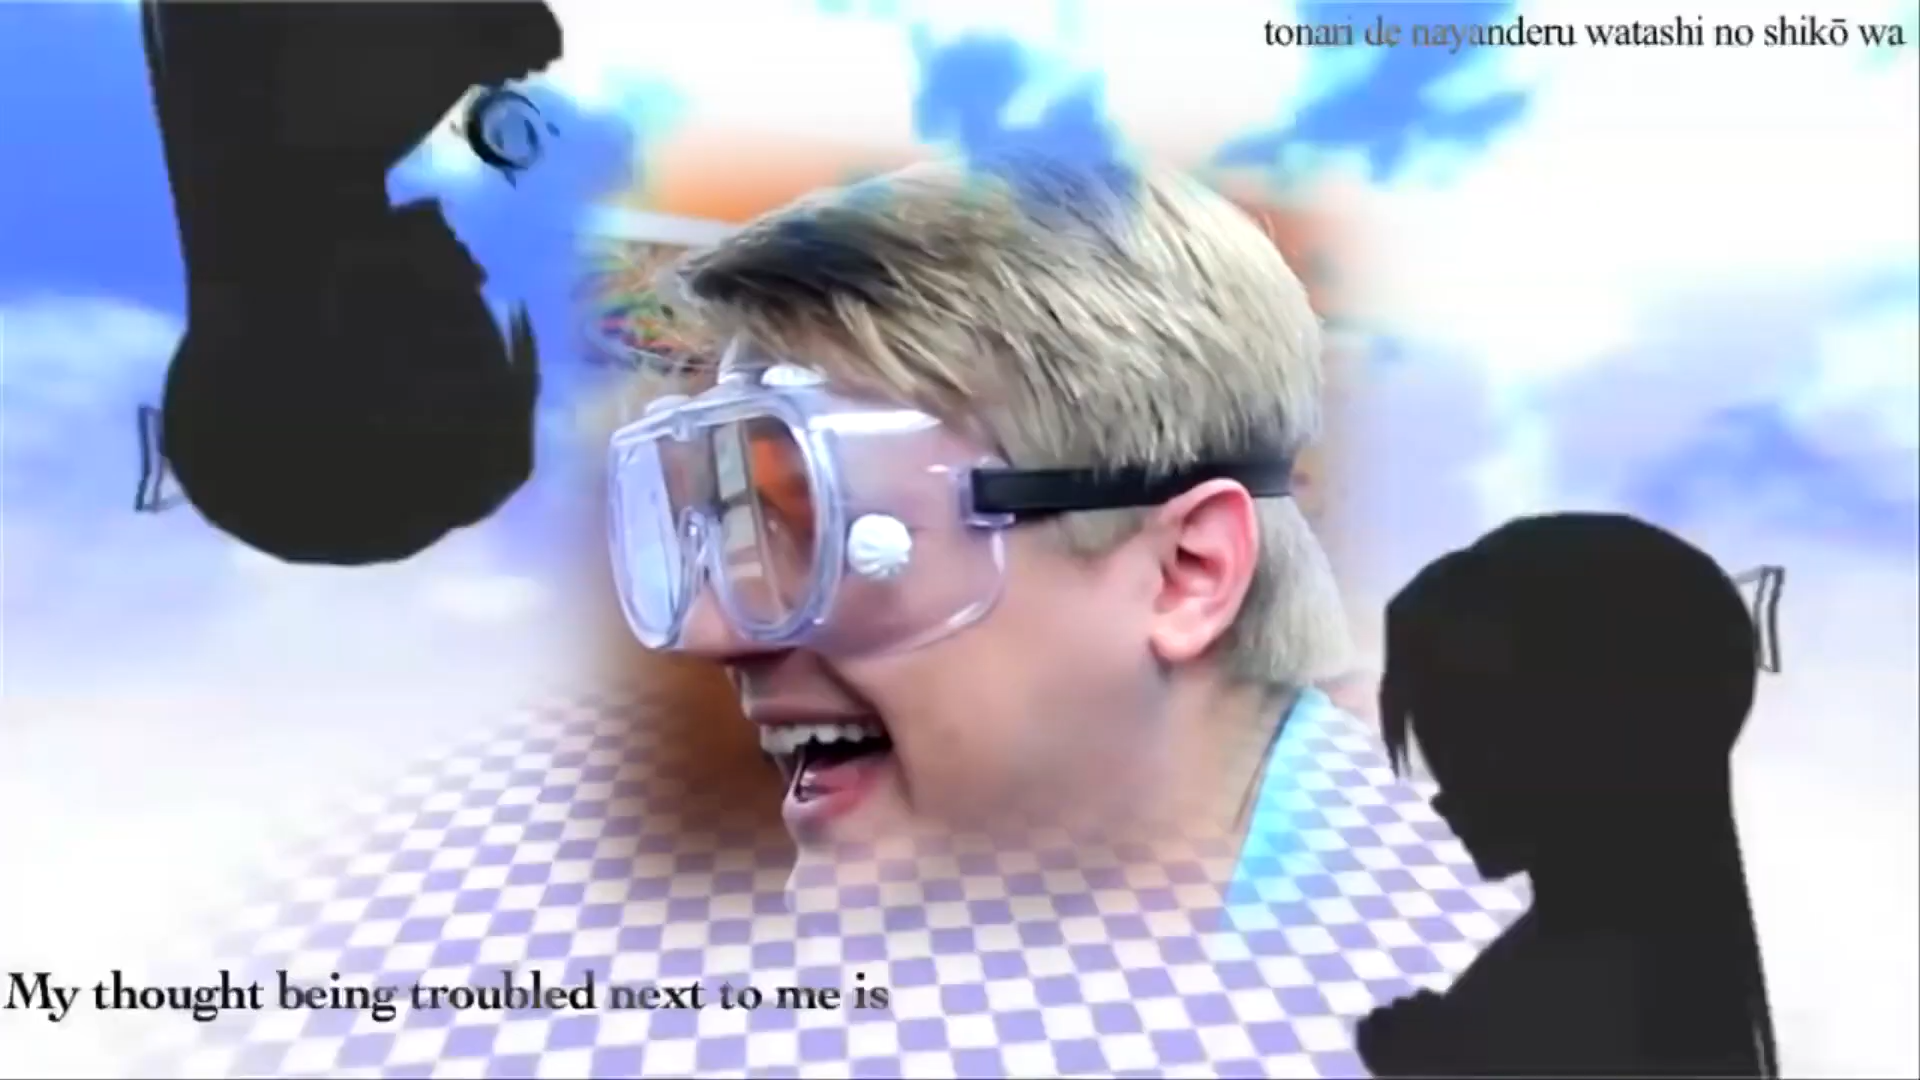 tonari de nayanderu watashi no shikō wa
My thought being troubled next to me is